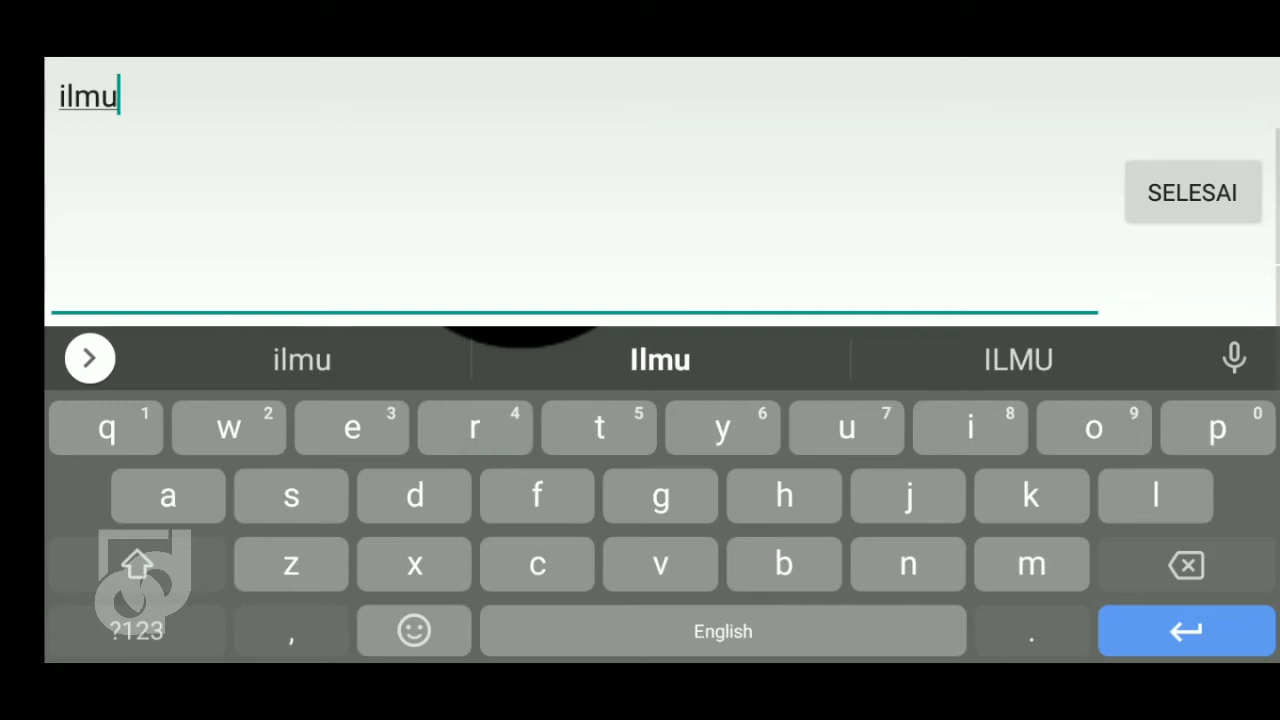 ilmu
SELESAI
ilmu Ilmu ILMU
q 1 w 2 e 3 r 4 t 5 y 6 u 7 i 8 o 9 p 0
a s d f g h j k l
z x c v b n m
?123 , English .